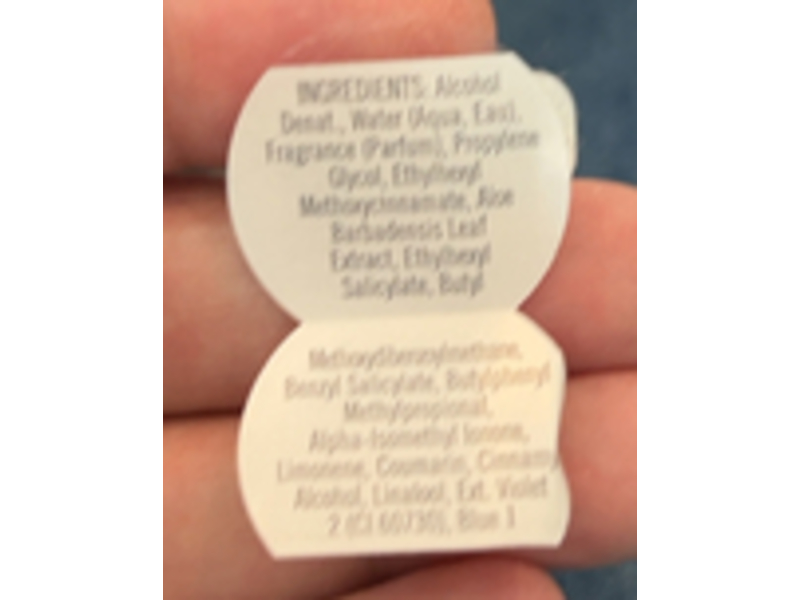 INGREDIENTS: Alcohol
Denat., Water (Aqua, Eau),
Fragrance (Parfum), Propylene
Glycol, Ethylhexyl
Methoxycinnamate, Aloe
Barbadensis Leaf
Extract, Ethylhexyl
Salicylate, Butyl
Methoxydibenzoylmethane,
Benzyl Salicylate, Butylphenyl
Methylpropional,
Alpha-Isomethyl Ionone,
Limonene, Coumarin, Cinnamy
Alcohol, Linalool, Ext. Violet
2 (CI 60730), Blue 1